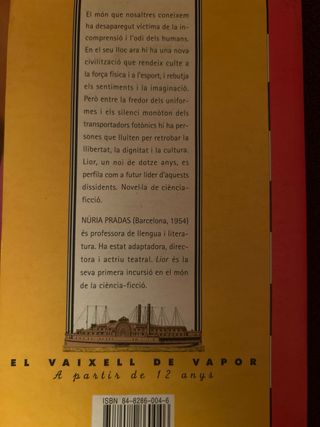 El món que nosaltres coneixem
ha desaparegut víctima de la in-
comprensió i l'odi dels humans.
En el seu lloc ara hi ha una nova
civilització que rendeix culte a
la força física i a l'esport, i rebutja
els sentiments i la imaginació.
Però entre la fredor dels unifor-
mes i els silenci monòton dels
transportadors fotònics hi ha per-
sones que lluiten per retrobar la
llibertat, la dignitat i la cultura.
Lior, un noi de dotze anys, es
perfila com a futur líder d'aquests
dissidents. Novel·la de ciència-
ficció.
NÚRIA PRADAS (Barcelona, 1954)
és professora de llengua i litera-
tura. Ha estat adaptadora, direc-
tora i actriu teatral. Lior és la
seva primera incursió en el món
de la ciència-ficció.
EL VAIXELL DE VAPOR
A partir de 12 anys
ISBN 84-8286-004-6